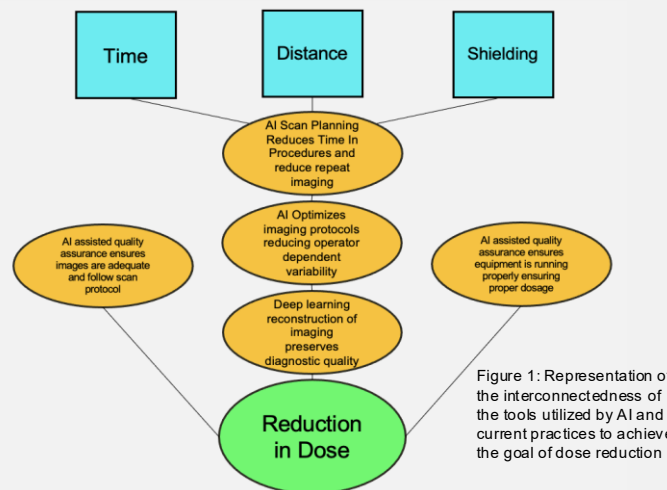 Time
Distance
Shielding
AI Scan Planning
Reduces Time In
Procedures and
reduce repeat
imaging
AI Optimizes
imaging protocols
reducing operator
dependent
variability
AI assisted quality
assurance ensures
images are adequate
and follow scan
protocol
AI assisted quality
assurance ensures
equipment is running
properly ensuring
proper dosage
Deep learning
reconstruction of
imaging
preserves
diagnostic quality
Reduction
in Dose
Figure 1: Representation of
the interconnectedness of
the tools utilized by AI and
current practices to achieve
the goal of dose reduction